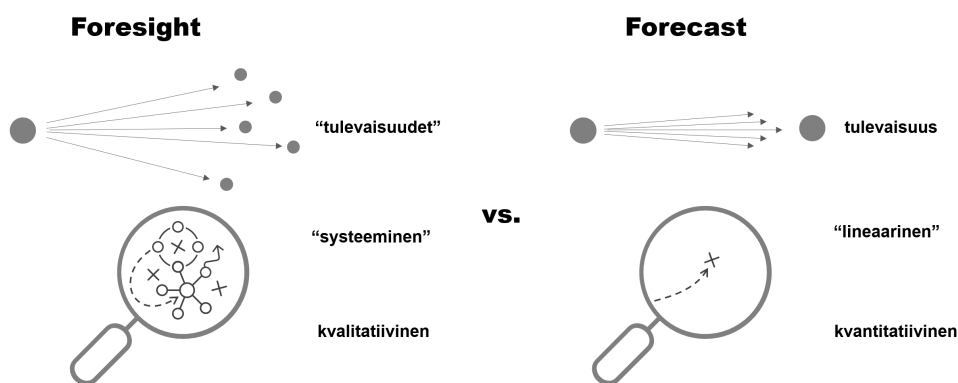 Foresight
“tulevaisuudet”
“systeeminen”
kvalitatiivinen
vs.
Forecast
tulevaisuus
“lineaarinen”
kvantitatiivinen